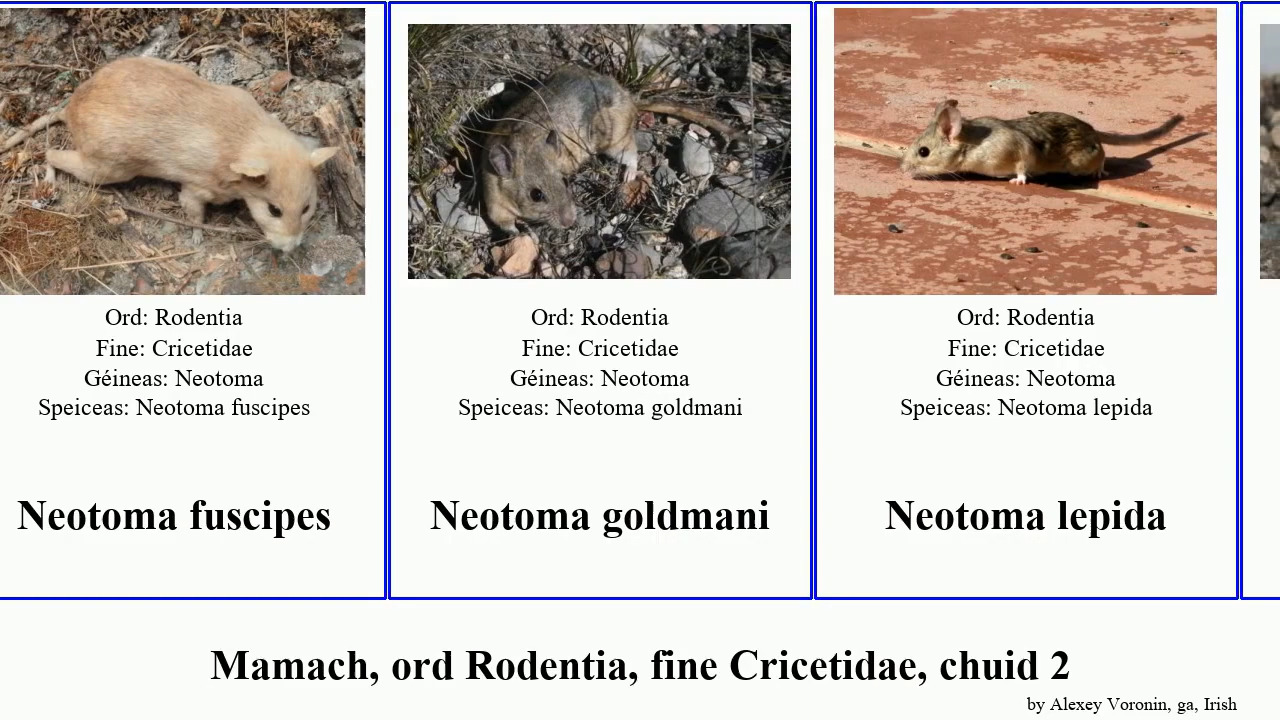 Ord: Rodentia
Fine: Cricetidae
Géineas: Neotoma
Speiceas: Neotoma fuscipes
Neotoma fuscipes
Ord: Rodentia
Fine: Cricetidae
Géineas: Neotoma
Speiceas: Neotoma goldmani
Neotoma goldmani
Ord: Rodentia
Fine: Cricetidae
Géineas: Neotoma
Speiceas: Neotoma lepida
Neotoma lepida
Mamach, ord Rodentia, fine Cricetidae, chuid 2
by Alexey Voronin, ga, Irish